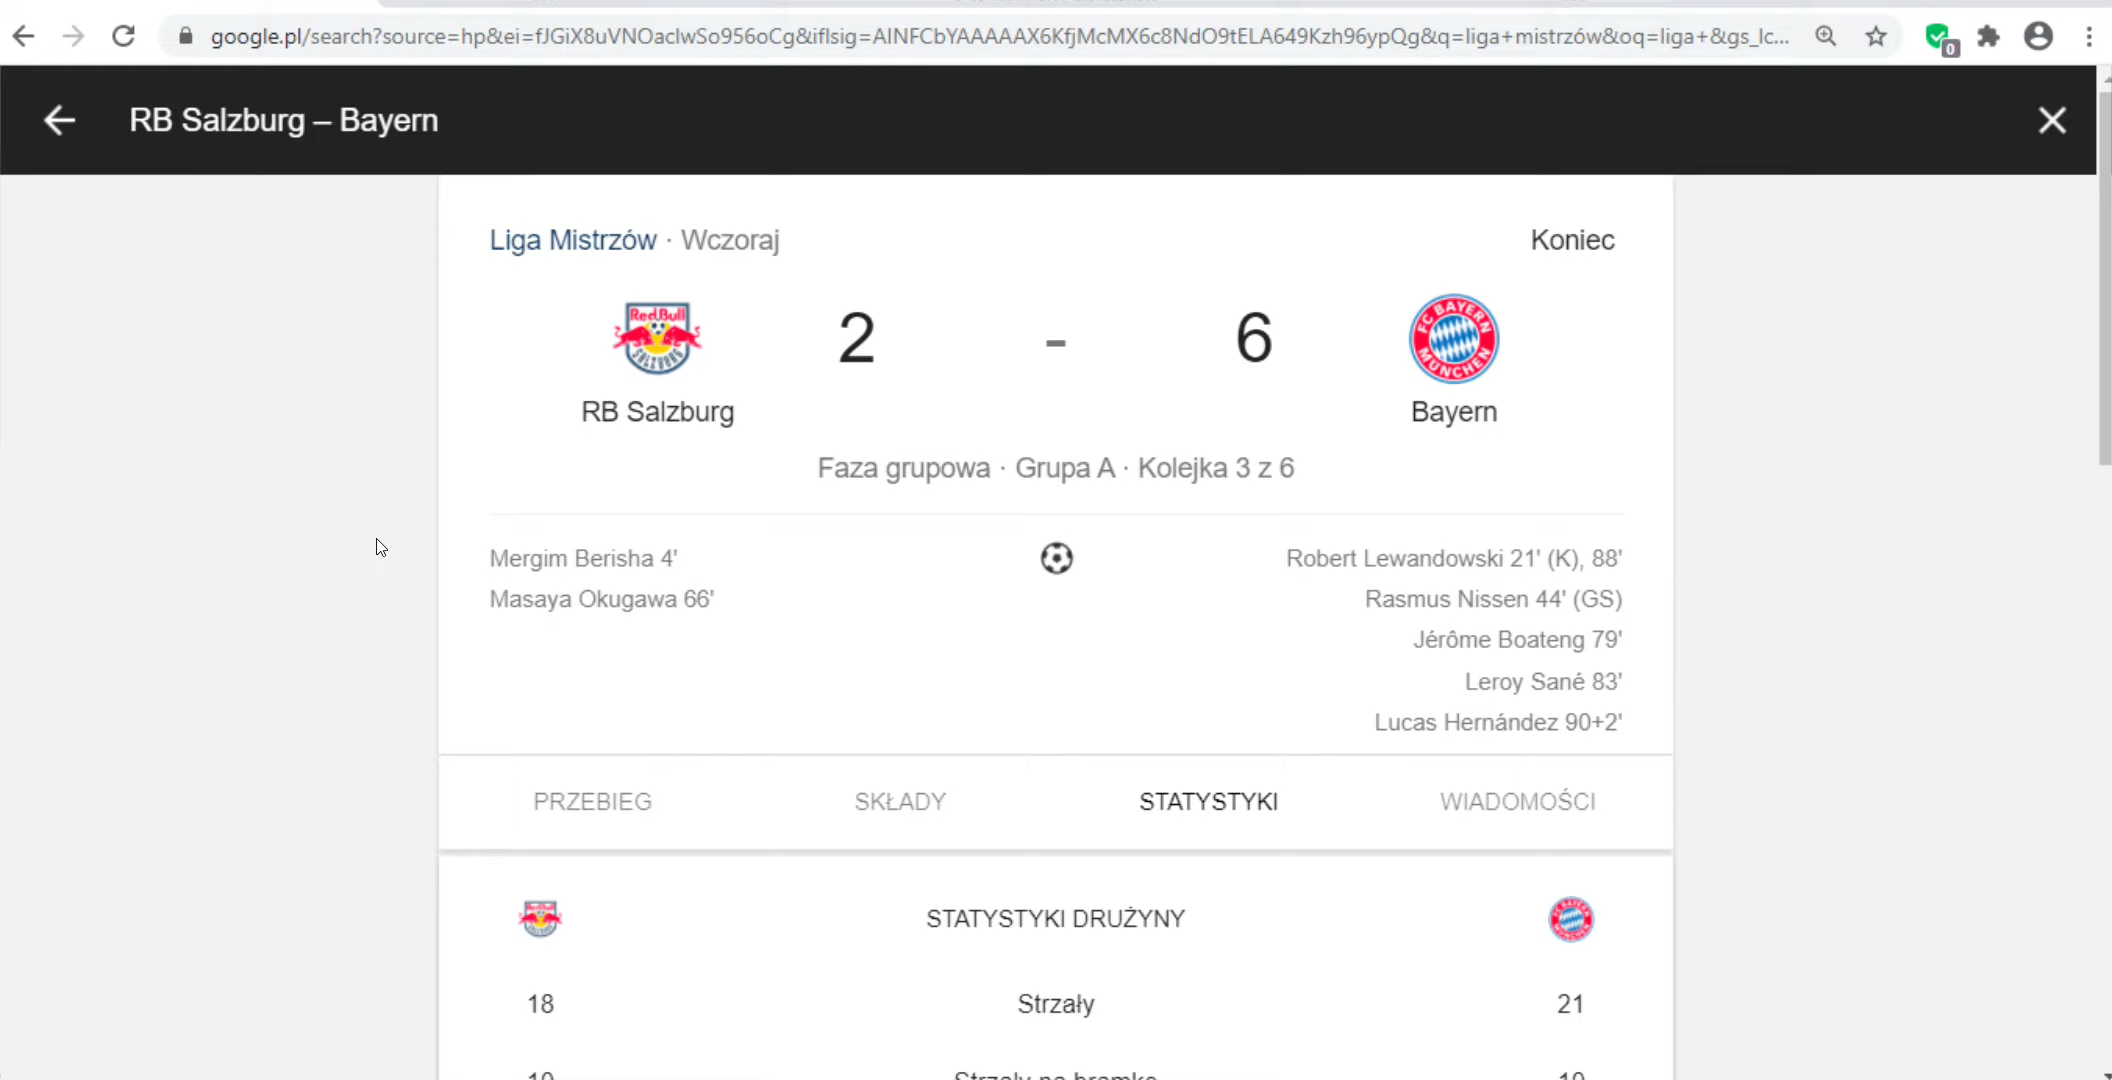 google.pl/search?source=hp&ei=fJGiX8uVNOaclwSo956oCg&iflsig=AINFCbYAAAAAX6KfjMcMX6c8NdO9tELA649Kzh96ypQg&q=liga+mistrzów&oq=liga+&gs_lc...
0
RB Salzburg – Bayern
Liga Mistrzów · Wczoraj Koniec
2 - 6
RB Salzburg Bayern
Faza grupowa · Grupa A · Kolejka 3 z 6
Mergim Berisha 4' Robert Lewandowski 21' (K), 88'
Masaya Okugawa 66' Rasmus Nissen 44' (GS)
Jérôme Boateng 79'
Leroy Sané 83'
Lucas Hernández 90+2'
PRZEBIEG SKŁADY STATYSTYKI WIADOMOŚCI
STATYSTYKI DRUŻYNY
18 Strzały 21